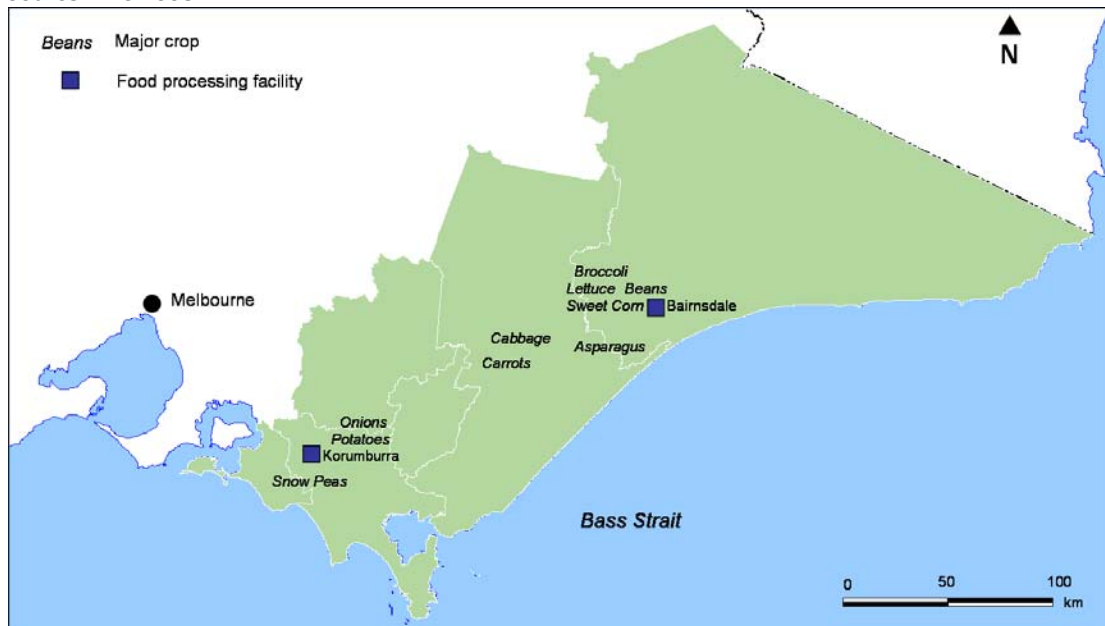 Beans Major crop
Food processing facility
N
Melbourne
Broccoli
Lettuce Beans
Sweet Corn
Bairnsdale
Cabbage
Asparagus
Carrots
Onions
Potatoes
Korumburra
Snow Peas
Bass Strait
0 50 100
km